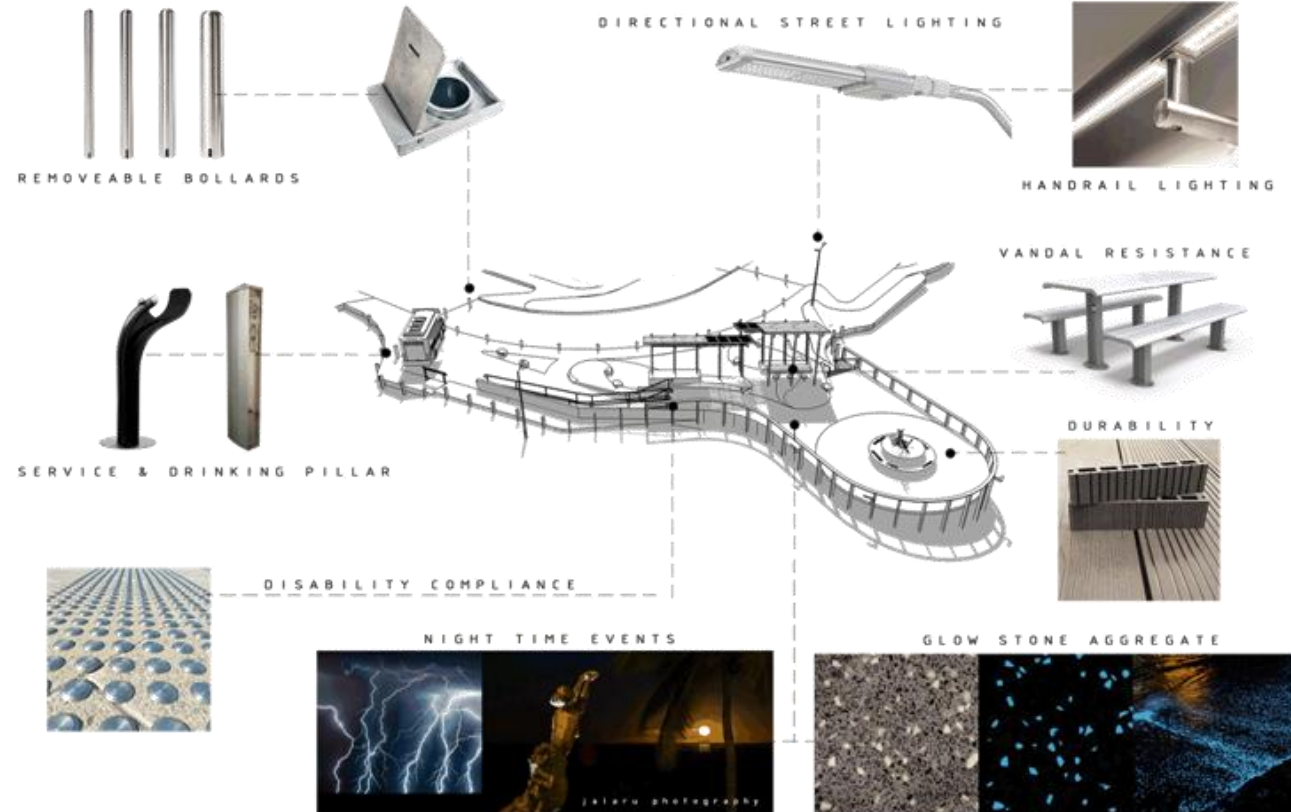 DIRECTIONAL STREET LIGHTING
REMOVEABLE BOLLARDS
HANDRAIL LIGHTING
VANDAL RESISTANCE
DURABILITY
SERVICE & DRINKING PILLAR
DISABILITY COMPLIANCE
NIGHT TIME EVENTS
GLOW STONE AGGREGATE
jalaru photography